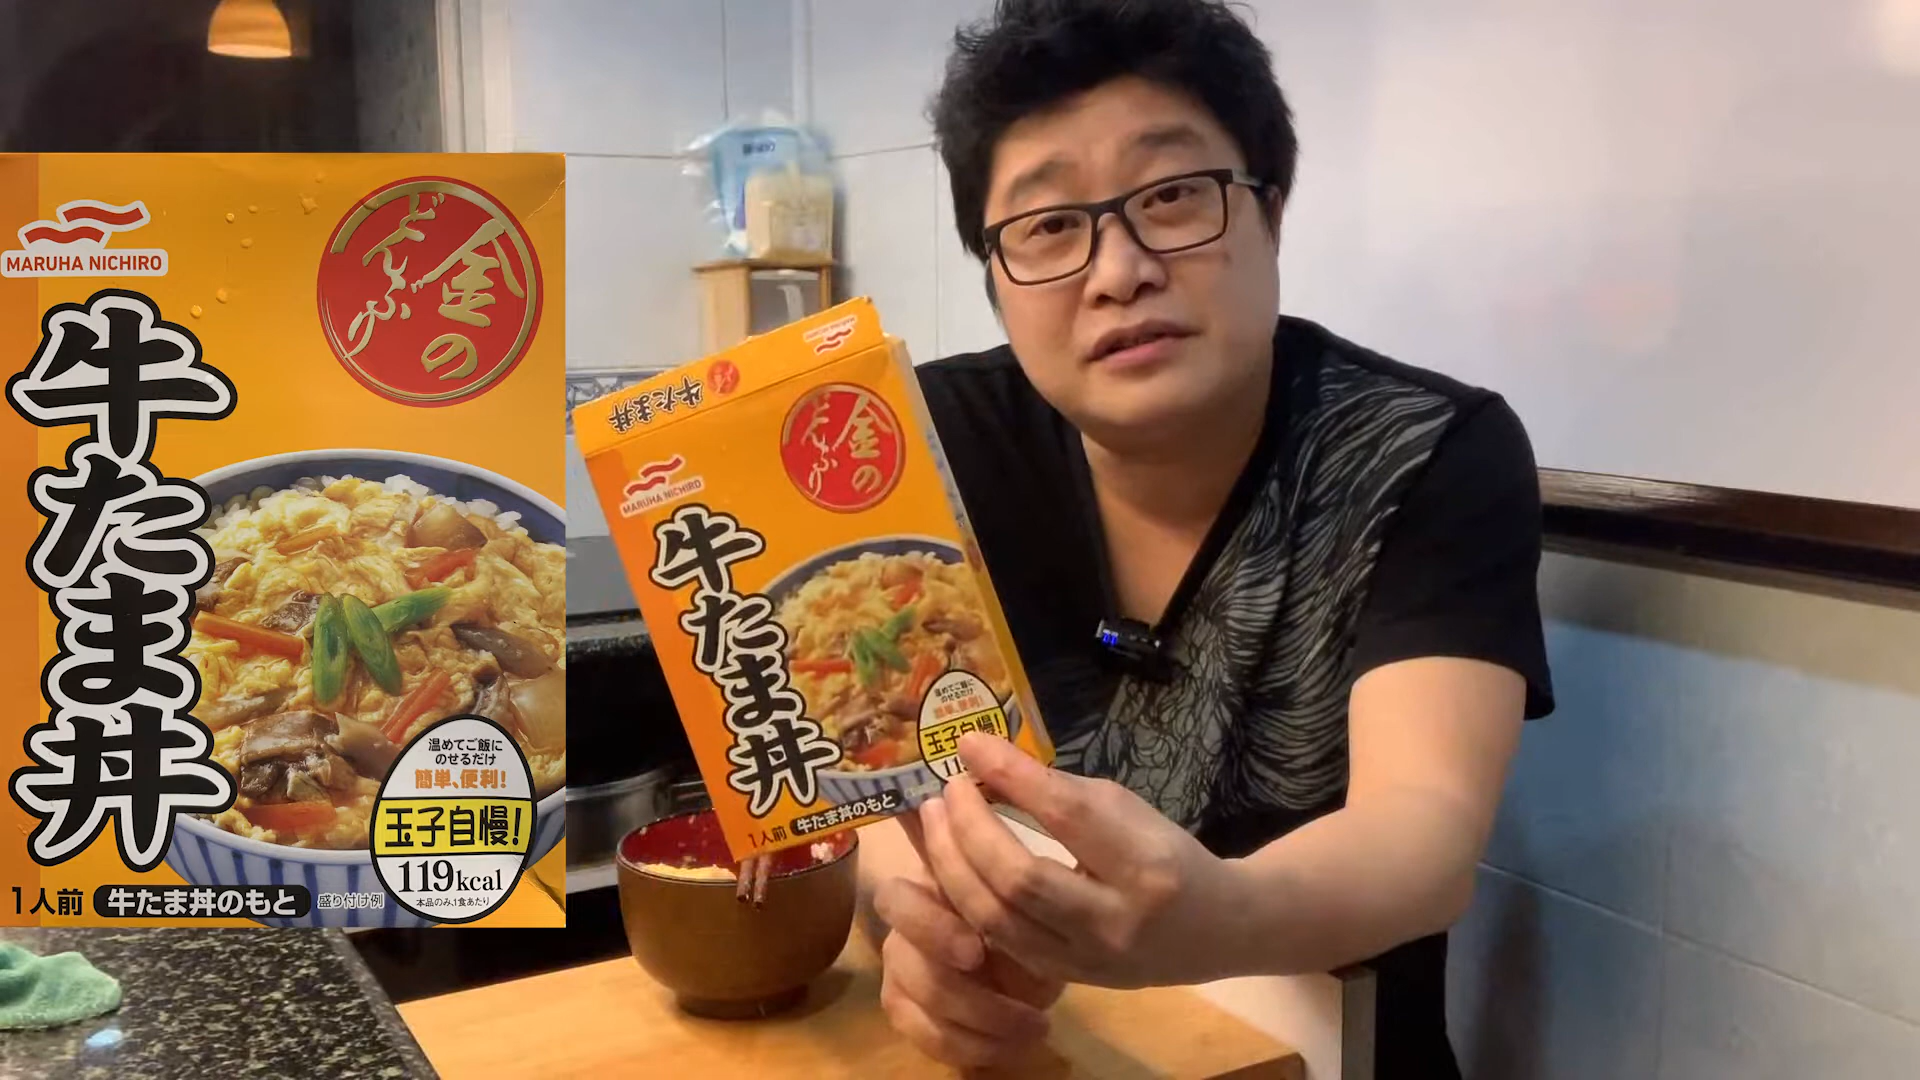 MARUHA NICHIRO
金の
どんぶり
牛たま丼
温めてご飯に
のせるだけ
簡単、便利!
玉子自慢!
119kcal
本品のみ、1食あたり
1人前 牛たま丼のもと 盛り付け例
牛たま丼
MARUHA NICHIRO
金の
どんぶり
牛たま丼
温めてご飯に
のせるだけ
簡単、便利!
玉子自慢!
1人前 牛たま丼のもと